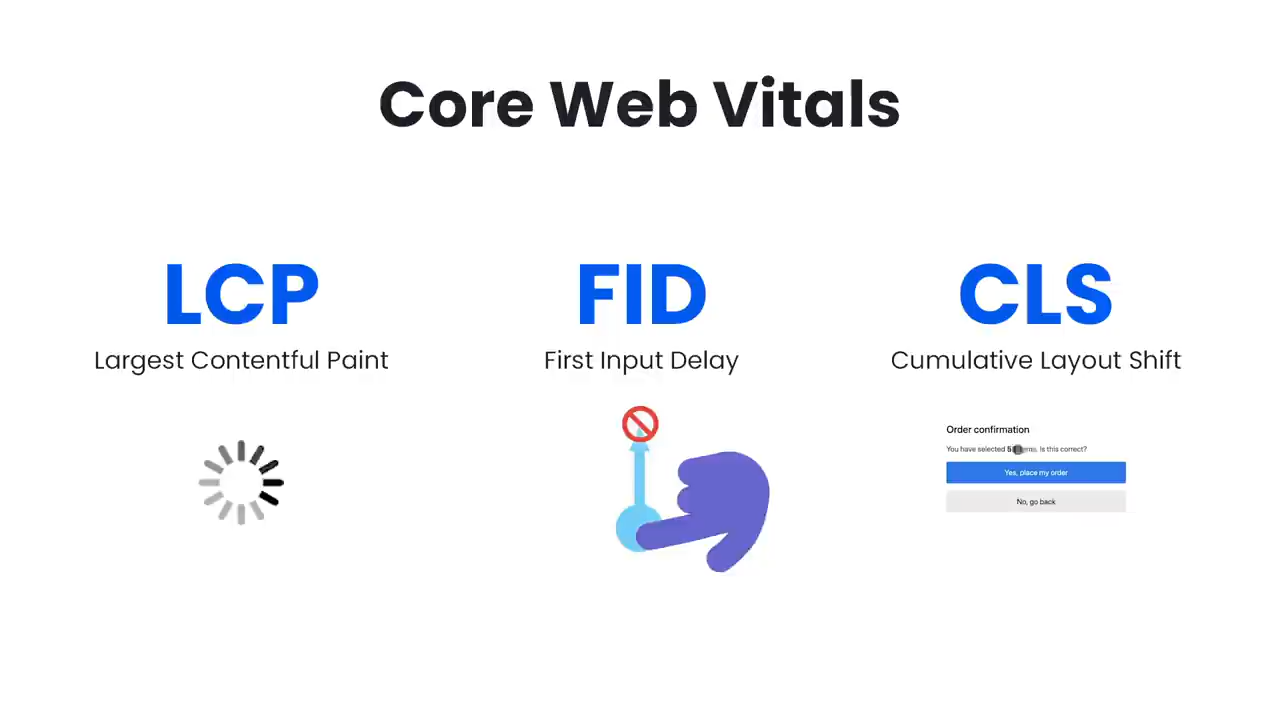 Core Web Vitals
LCP
Largest Contentful Paint
FID
First Input Delay
CLS
Cumulative Layout Shift
Order confirmation
You have selected Is this correct?
Yes, place my order
No, go back